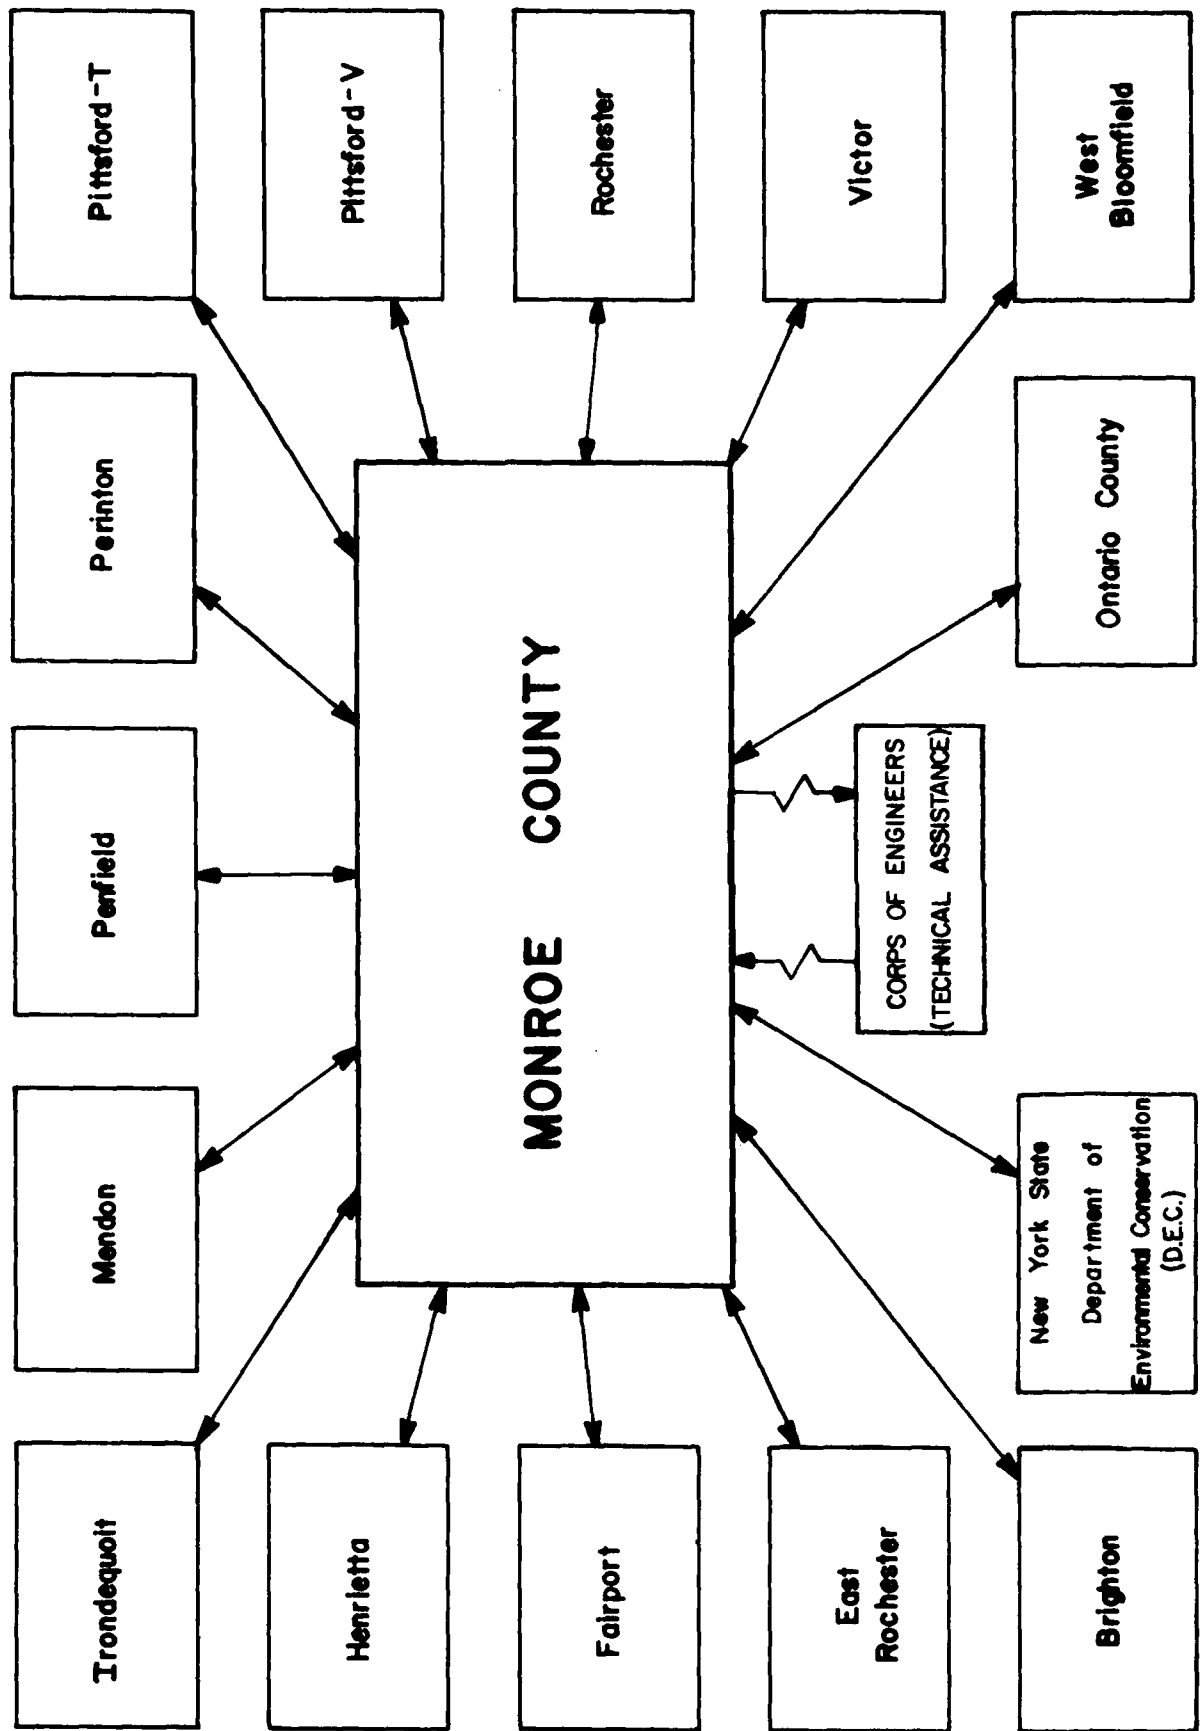 Irondequoit
Mendon
Penfield
Perinton
Pittsford-T
Henrietta
Pittsford-V
Fairport
MONROE COUNTY
Rochester
East
Rochester
Victor
CORPS OF ENGINEERS
(TECHNICAL ASSISTANCE)
Brighton
New York State
Department of
Environmental Conservation
(D.E.C.)
Ontario County
West
Bloomfield